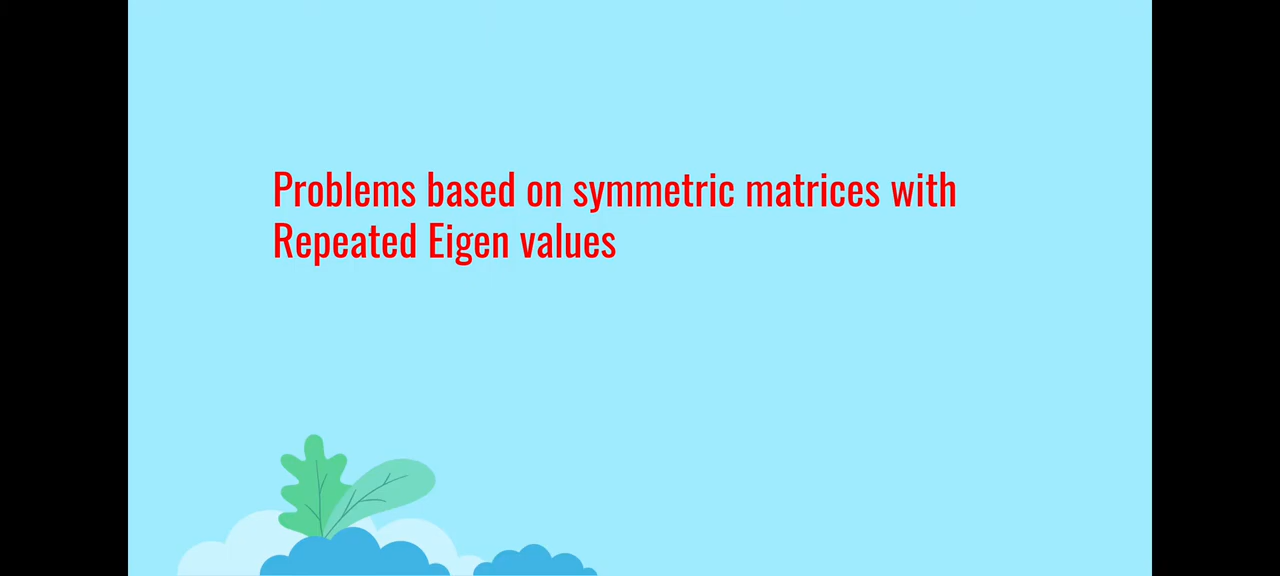 Problems based on symmetric matrices with
Repeated Eigen values